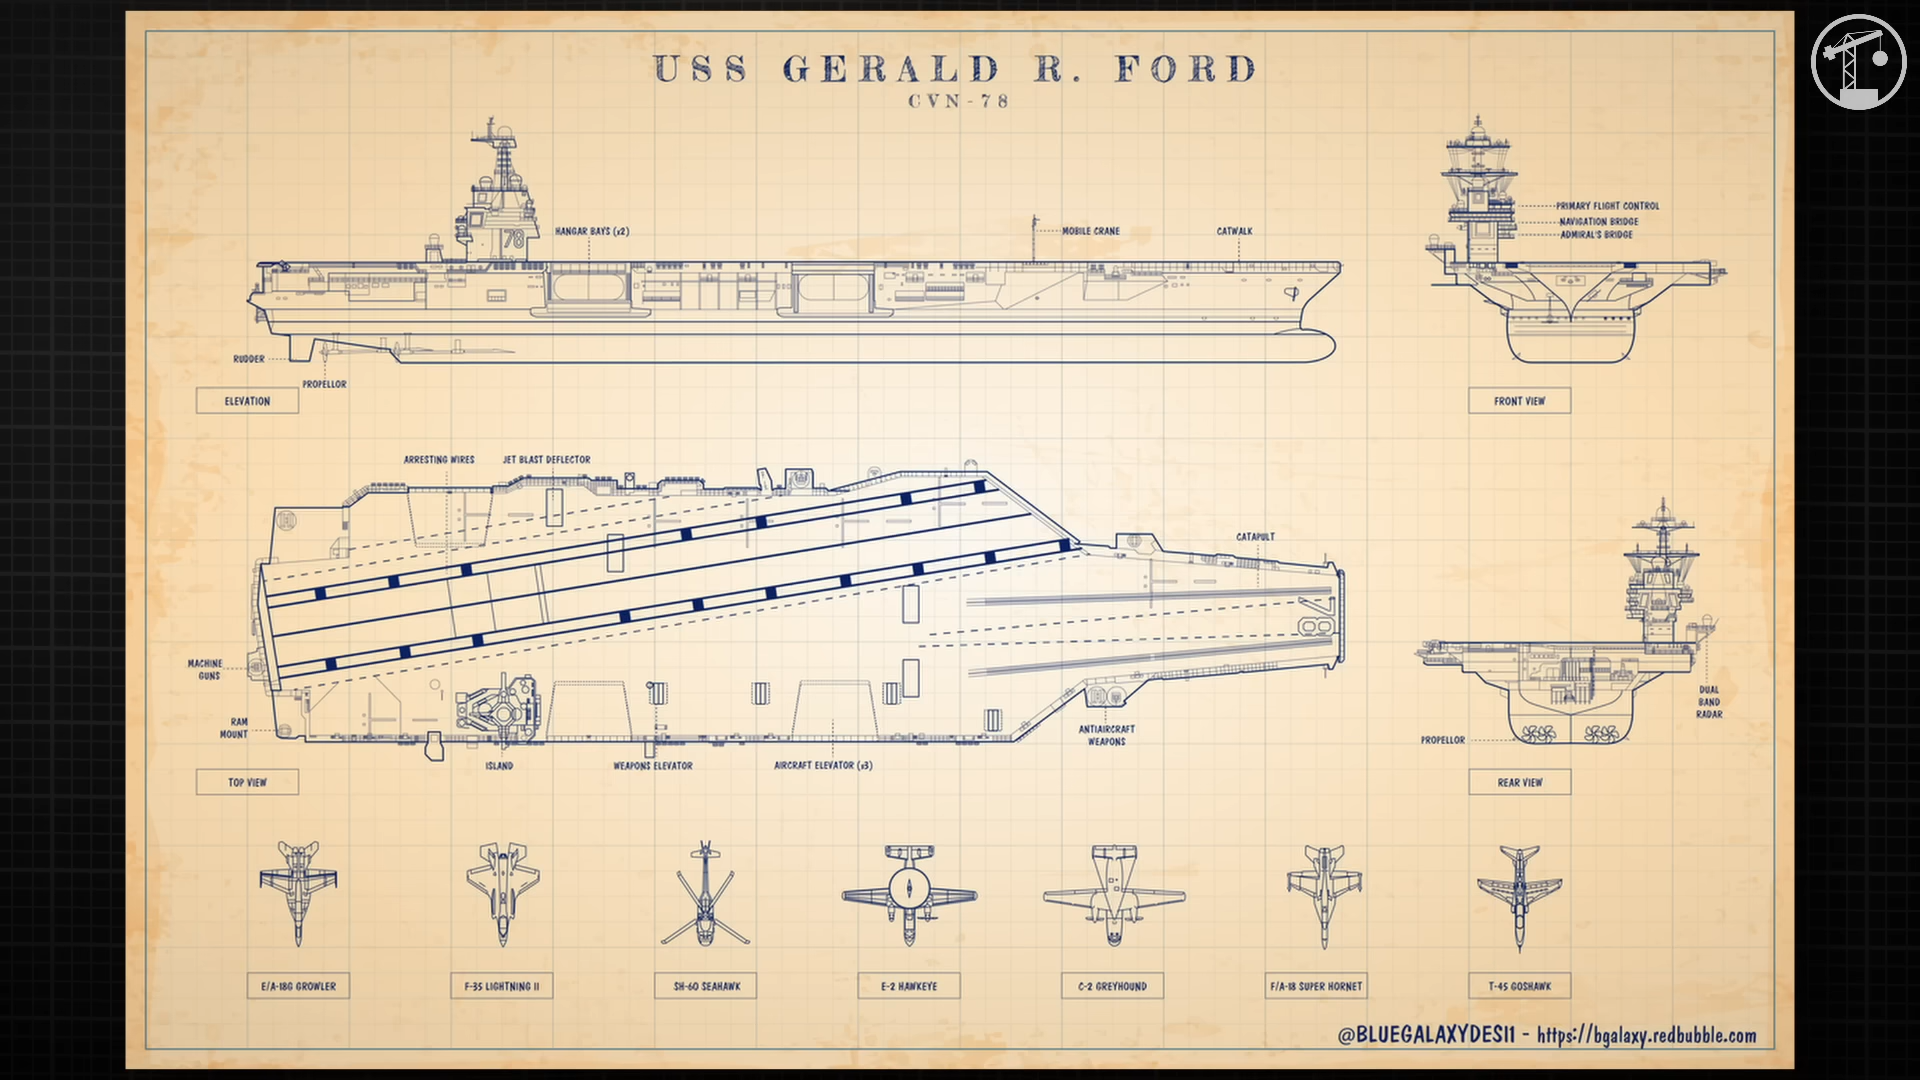 USS GERALD R. FORD
CVN-78
78
HANGAR BAYS (x2)
MOBILE CRANE
CATWALK
PRIMARY FLIGHT CONTROL
NAVIGATION BRIDGE
ADMIRAL'S BRIDGE
RUDDER
PROPELLOR
ELEVATION
FRONT VIEW
ARRESTING WIRES
JET BLAST DEFLECTOR
CATAPULT
MACHINE
GUNS
RAM
MOUNT
ISLAND
WEAPONS ELEVATOR
AIRCRAFT ELEVATOR (x3)
ANTIAIRCRAFT
WEAPONS
DUAL
BAND
RADAR
PROPELLOR
TOP VIEW
REAR VIEW
E/A-18G GROWLER
F-35 LIGHTNING II
SH-60 SEAHAWK
E-2 HAWKEYE
C-2 GREYHOUND
F/A-18 SUPER HORNET
T-45 GOSHAWK
@BLUEGALAXYDESI1 - https://bgalaxy.redbubble.com